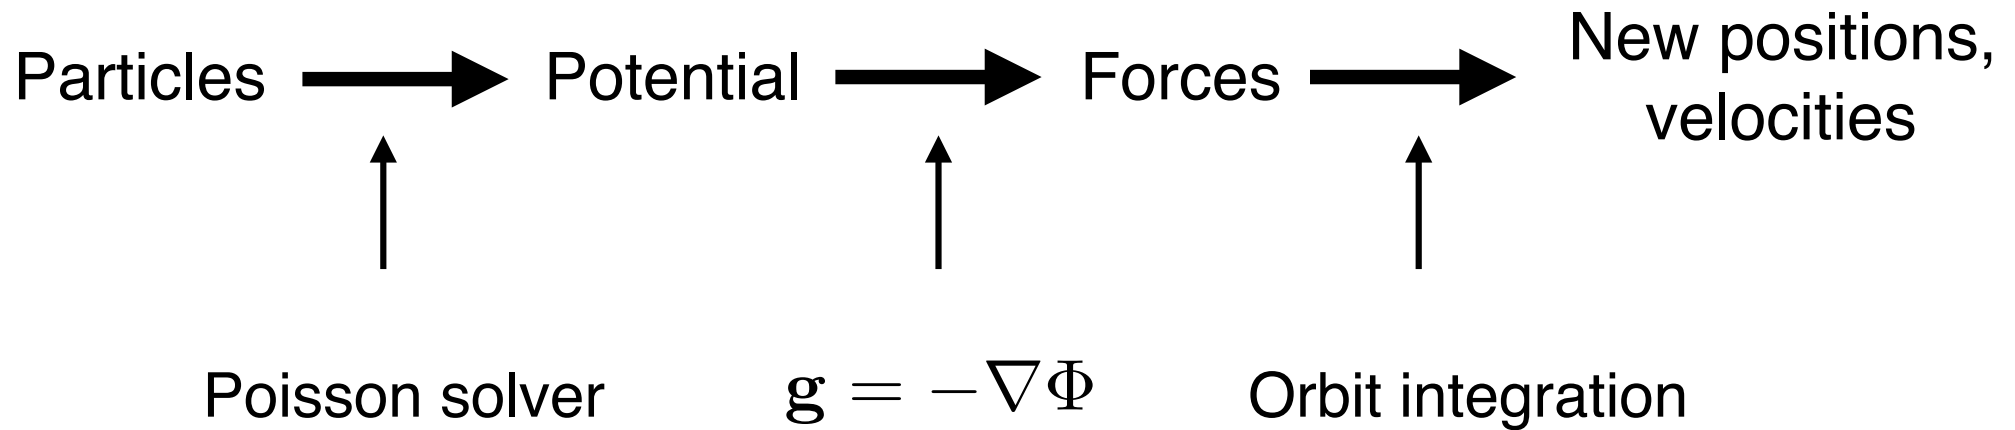 Particles Potential Forces New positions,
velocities
Poisson solver g = −∇Φ Orbit integration